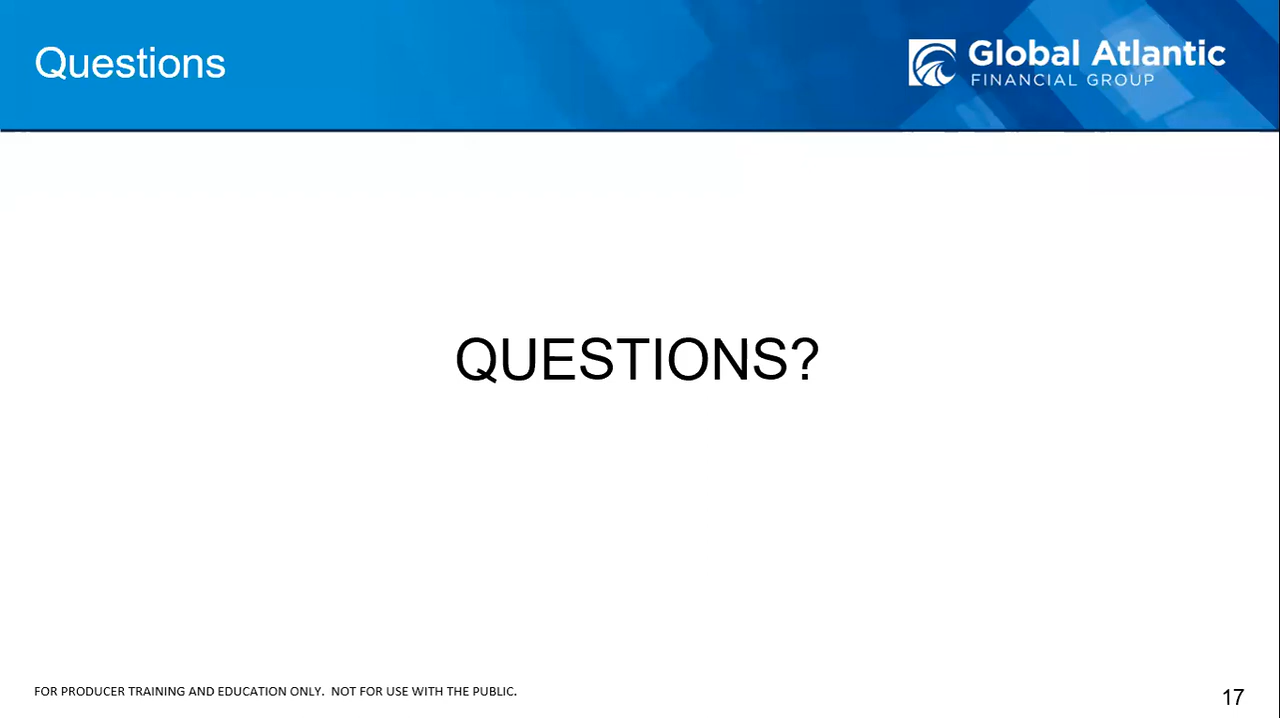 Questions
Global Atlantic
FINANCIAL GROUP
QUESTIONS?
FOR PRODUCER TRAINING AND EDUCATION ONLY.  NOT FOR USE WITH THE PUBLIC.
17